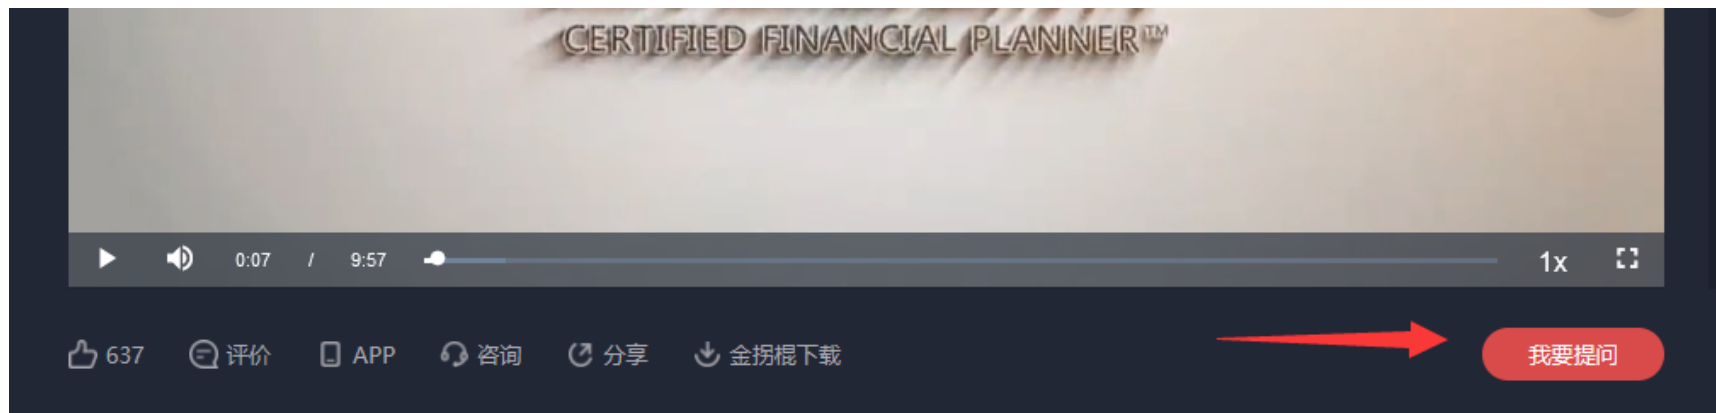 CERTIFIED FINANCIAL PLANNER™
0:07 / 9:57 1x
637 评价 APP 咨询 分享 金拐棍下载 我要提问